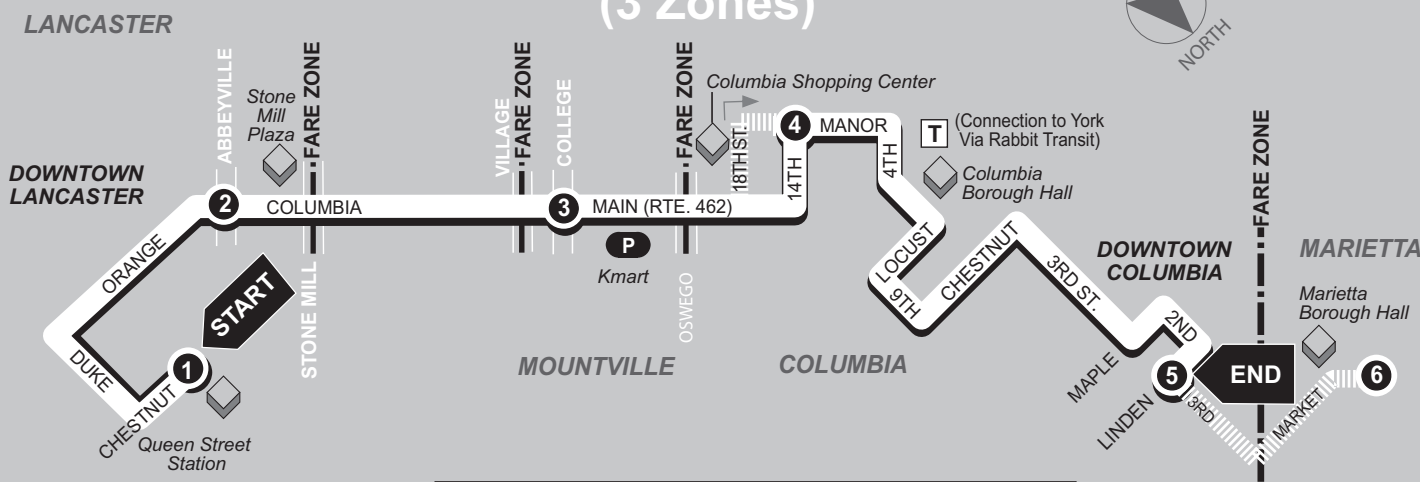 (3 Zones)
LANCASTER
NORTH
ABBEYVILLE
Stone
Mill
Plaza
FARE ZONE
VILLAGE
FARE ZONE
COLLEGE
FARE ZONE
Columbia Shopping Center
18TH ST.
4
MANOR
14TH
4TH
T
(Connection to York
Via Rabbit Transit)
Columbia
Borough Hall
FARE ZONE
DOWNTOWN
LANCASTER
2
COLUMBIA
3
MAIN (RTE. 462)
P
Kmart
OSWEGO
STONE MILL
ORANGE
START
DUKE
1
CHESTNUT
Queen Street
Station
MOUNTVILLE
COLUMBIA
LOCUST
9TH
CHESTNUT
3RD ST.
DOWNTOWN
COLUMBIA
MARIETTA
Marietta
Borough Hall
2ND
MAPLE
LINDEN
5
END
3RD
MARKET
6